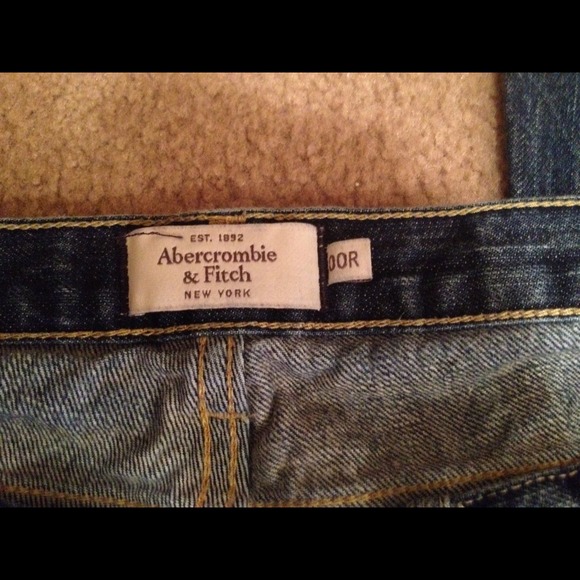 EST. 1892
Abercrombie
& Fitch
NEW YORK
00R